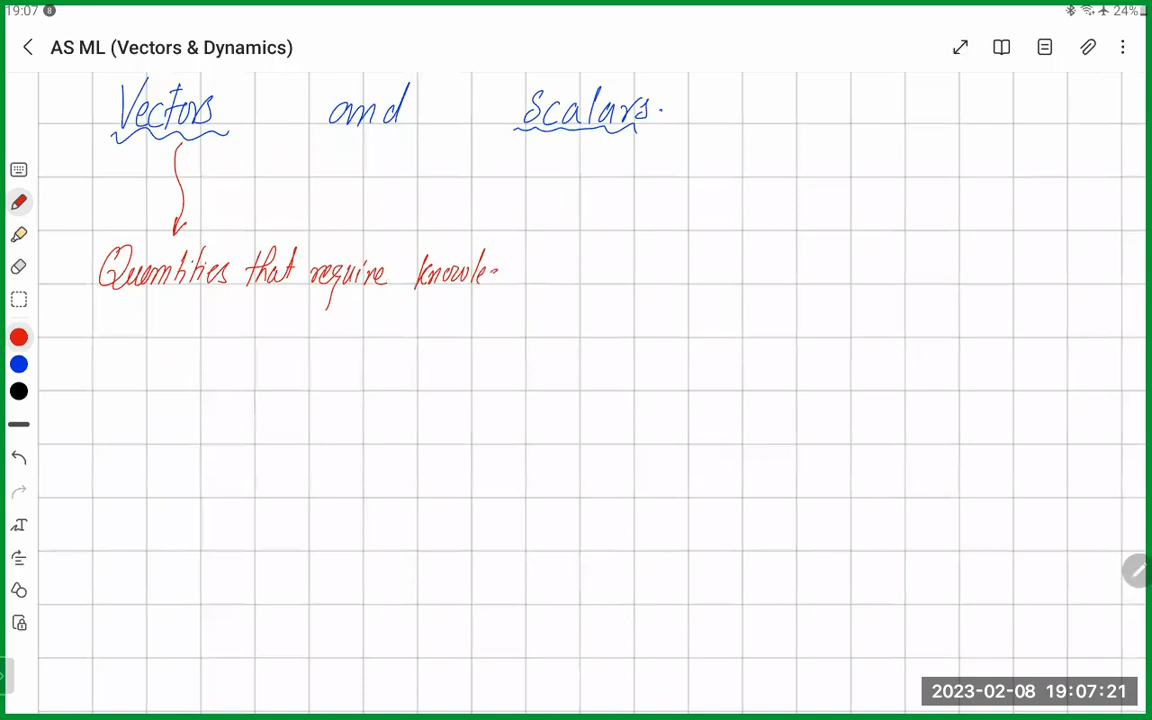 19:07 8 24%
AS ML (Vectors & Dynamics)
Vectors and Scalars.
Quantities that require knowle-
2023-02-08 19:07:21